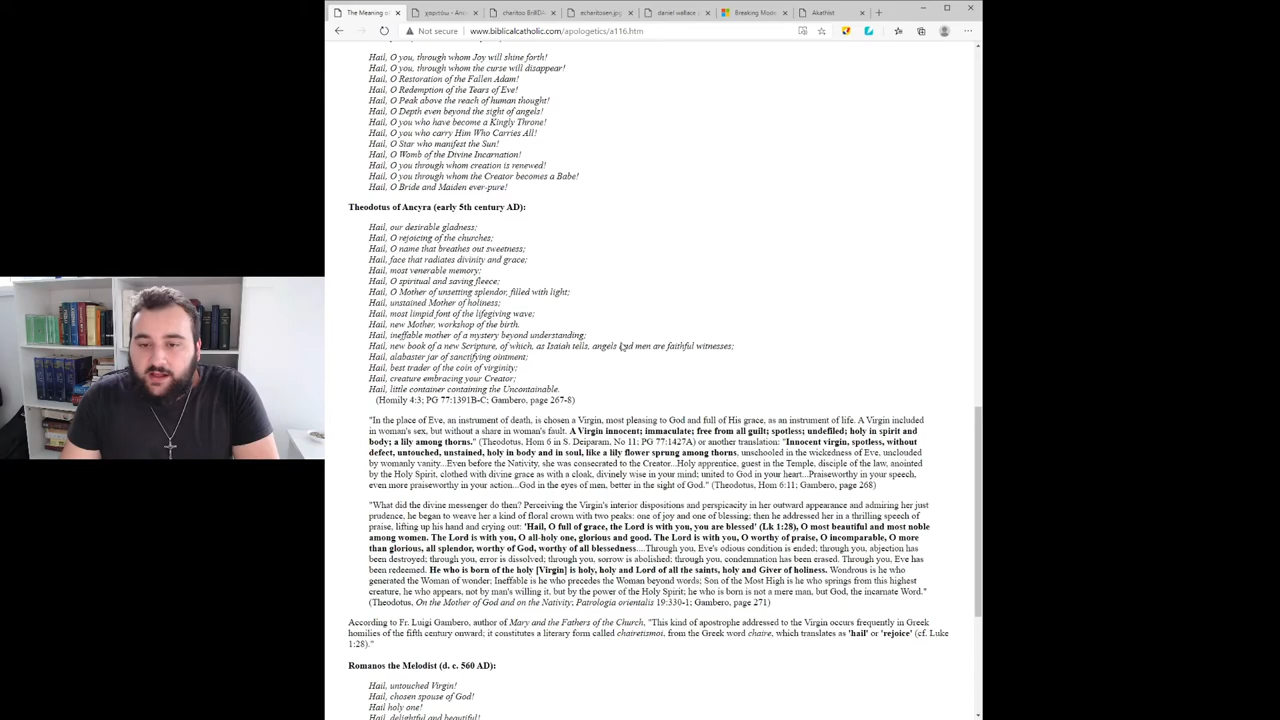 The Meaning o
χαριτόω - Anc
charitoo BnIIDA
echaritosen.jpg
daniel wallace
Breaking Mode
Akathist
Not secure
www.biblicalcatholic.com/apologetics/a116.htm
Hail, O you, through whom Joy will shine forth!
Hail, O you, through whom the curse will disappear!
Hail, O Restoration of the Fallen Adam!
Hail, O Redemption of the Tears of Eve!
Hail, O Peak above the reach of human thought!
Hail, O Depth even beyond the sight of angels!
Hail, O you who have become a Kingly Throne!
Hail, O you who carry Him Who Carries All!
Hail, O Star who manifest the Sun!
Hail, O Womb of the Divine Incarnation!
Hail, O you through whom creation is renewed!
Hail, O you through whom the Creator becomes a Babe!
Hail, O Bride and Maiden ever-pure!
Theodotus of Ancyra (early 5th century AD):
Hail, our desirable gladness;
Hail, O rejoicing of the churches;
Hail, O name that breathes out sweetness;
Hail, face that radiates divinity and grace;
Hail, most venerable memory;
Hail, O spiritual and saving fleece;
Hail, O Mother of unsetting splendor, filled with light;
Hail, unstained Mother of holiness;
Hail, most limpid font of the lifegiving wave;
Hail, new Mother, workshop of the birth.
Hail, ineffable mother of a mystery beyond understanding;
Hail, new book of a new Scripture, of which, as Isaiah tells, angels and men are faithful witnesses;
Hail, alabaster jar of sanctifying ointment;
Hail, best trader of the coin of virginity;
Hail, creature embracing your Creator;
Hail, little container containing the Uncontainable.
(Homily 4:3; PG 77:1391B-C; Gambero, page 267-8)
"In the place of Eve, an instrument of death, is chosen a Virgin, most pleasing to God and full of His grace, as an instrument of life. A Virgin included
in woman's sex, but without a share in woman's fault. A Virgin innocent; immaculate; free from all guilt; spotless; undefiled; holy in spirit and
body; a lily among thorns." (Theodotus, Hom 6 in S. Deiparam, No 11; PG 77:1427A) or another translation: "Innocent virgin, spotless, without
defect, untouched, unstained, holy in body and in soul, like a lily flower sprung among thorns, unschooled in the wickedness of Eve, unclouded
by womanly vanity...Even before the Nativity, she was consecrated to the Creator...Holy apprentice, guest in the Temple, disciple of the law, anointed
by the Holy Spirit, clothed with divine grace as with a cloak, divinely wise in your mind; united to God in your heart...Praiseworthy in your speech,
even more praiseworthy in your action...God in the eyes of men, better in the sight of God." (Theodotus, Hom 6:11; Gambero, page 268)
"What did the divine messenger do then? Perceiving the Virgin's interior dispositions and perspicacity in her outward appearance and admiring her just
prudence, he began to weave her a kind of floral crown with two peaks: one of joy and one of blessing; then he addressed her in a thrilling speech of
praise, lifting up his hand and crying out: 'Hail, O full of grace, the Lord is with you, you are blessed' (Lk 1:28), O most beautiful and most noble
among women. The Lord is with you, O all-holy one, glorious and good. The Lord is with you, O worthy of praise, O incomparable, O more
than glorious, all splendor, worthy of God, worthy of all blessedness....Through you, Eve's odious condition is ended; through you, abjection has
been destroyed; through you, error is dissolved; through you, sorrow is abolished; through you, condemnation has been erased. Through you, Eve has
been redeemed. He who is born of the holy [Virgin] is holy, holy and Lord of all the saints, holy and Giver of holiness. Wondrous is he who
generated the Woman of wonder; Ineffable is he who precedes the Woman beyond words; Son of the Most High is he who springs from this highest
creature, he who appears, not by man's willing it, but by the power of the Holy Spirit; he who is born is not a mere man, but God, the incarnate Word."
(Theodotus, On the Mother of God and on the Nativity; Patrologia orientalis 19:330-1; Gambero, page 271)
According to Fr. Luigi Gambero, author of Mary and the Fathers of the Church, "This kind of apostrophe addressed to the Virgin occurs frequently in Greek
homilies of the fifth century onward; it constitutes a literary form called chairetismoi, from the Greek word chaire, which translates as 'hail' or 'rejoice' (cf. Luke
1:28)."
Romanos the Melodist (d. c. 560 AD):
Hail, untouched Virgin!
Hail, chosen spouse of God!
Hail holy one!
Hail, delightful and beautiful!